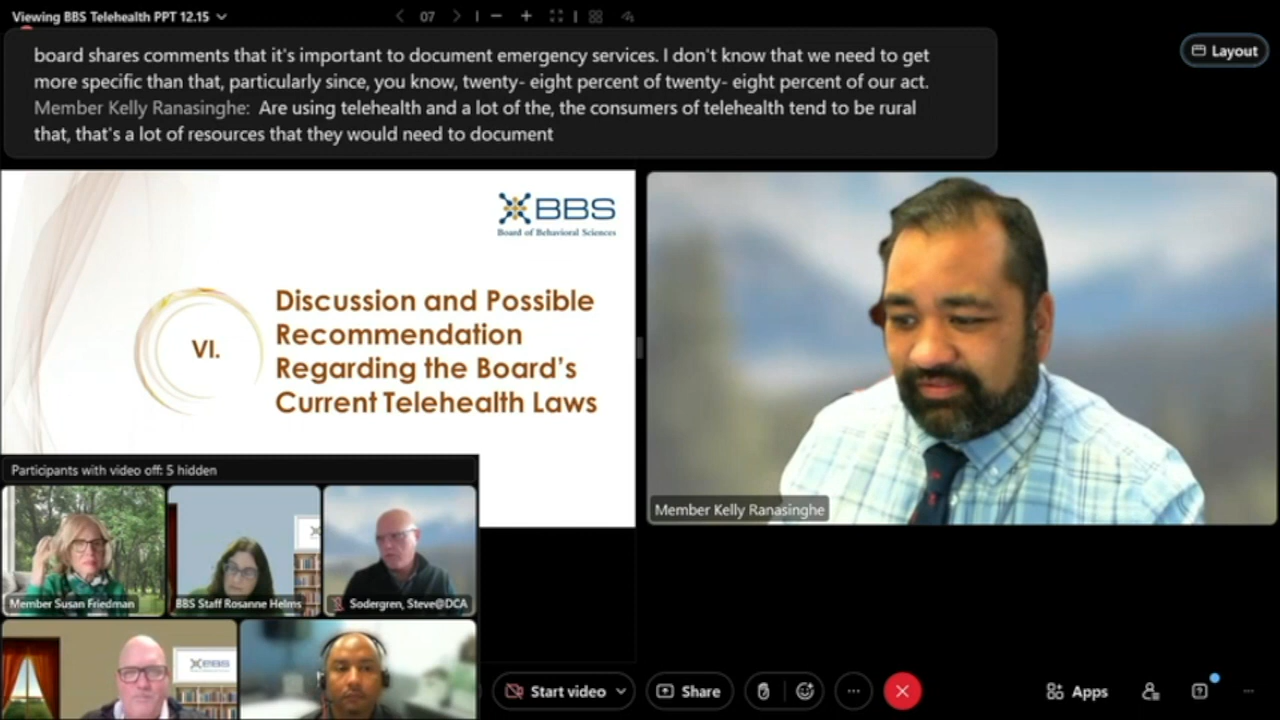 Viewing BBS Telehealth PPT 12.15
07
board shares comments that it's important to document emergency services. I don't know that we need to get
more specific than that, particularly since, you know, twenty- eight percent of twenty- eight percent of our act.
Member Kelly Ranasinghe: Are using telehealth and a lot of the, the consumers of telehealth tend to be rural
that, that's a lot of resources that they would need to document
Layout
BBS
Board of Behavioral Sciences
VI.
Discussion and Possible
Recommendation
Regarding the Board's
Current Telehealth Laws
Member Kelly Ranasinghe
Participants with video off: 5 hidden
Member Susan Friedman
BBS Staff Rosanne Helms
Sodergren, Steve@DCA
BBS
Start video
Share
Apps